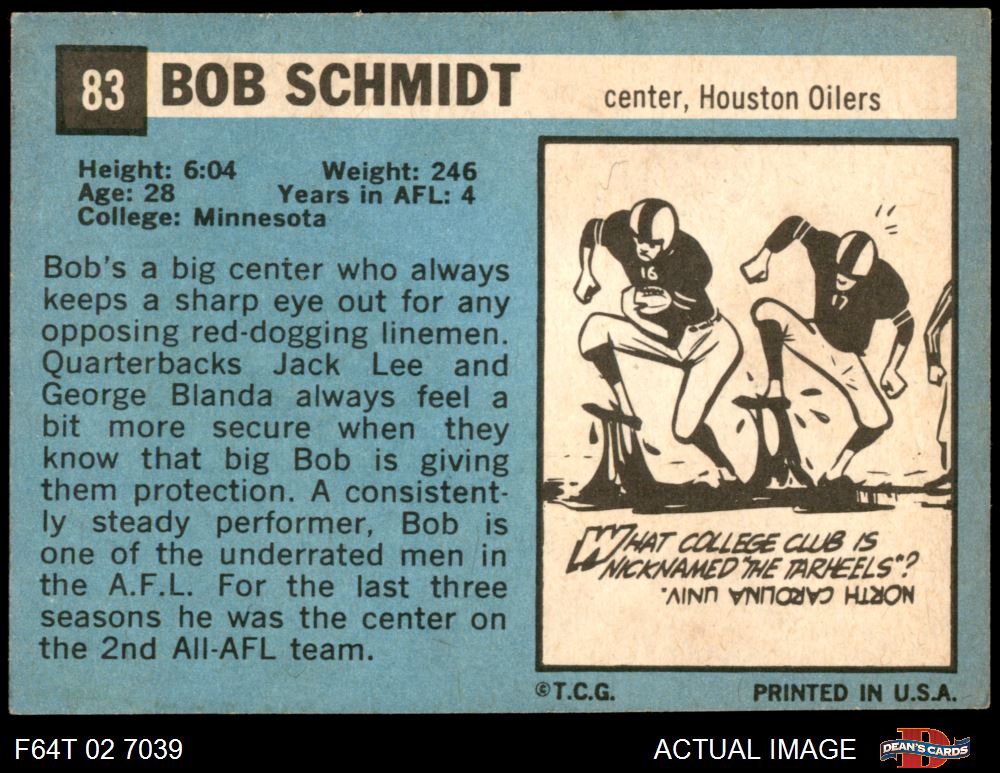 83 BOB SCHMIDT center, Houston Oilers
Height: 6:04 Weight: 246
Age: 28 Years in AFL: 4
College: Minnesota
Bob's a big center who always
keeps a sharp eye out for any
opposing red-dogging linemen.
Quarterbacks Jack Lee and
George Blanda always feel a
bit more secure when they
know that big Bob is giving
them protection. A consistent-
ly steady performer, Bob is
one of the underrated men in
the A.F.L. For the last three
seasons he was the center on
the 2nd All-AFL team.
16
17
WHAT COLLEGE CLUB IS
NICKNAMED "THE TARHEELS"?
NORTH CAROLINA UNIV.
©T.C.G. PRINTED IN U.S.A.
F64T 02 7039 ACTUAL IMAGE DEAN'S CARDS